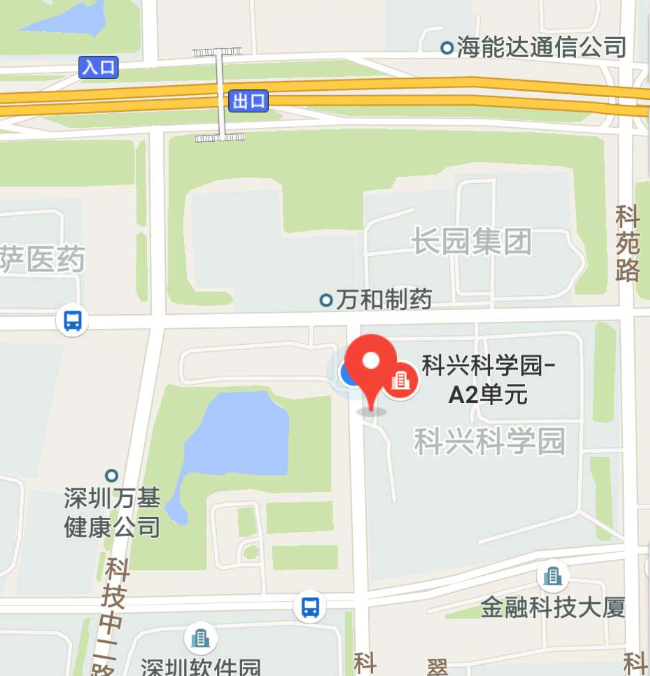 海能达通信公司
入口
出口
科苑路
长园集团
萨医药
万和制药
科兴科学园-
A2单元
科兴科学园
深圳万基
健康公司
科技中二路
金融科技大厦
深圳软件园
科
翠
科